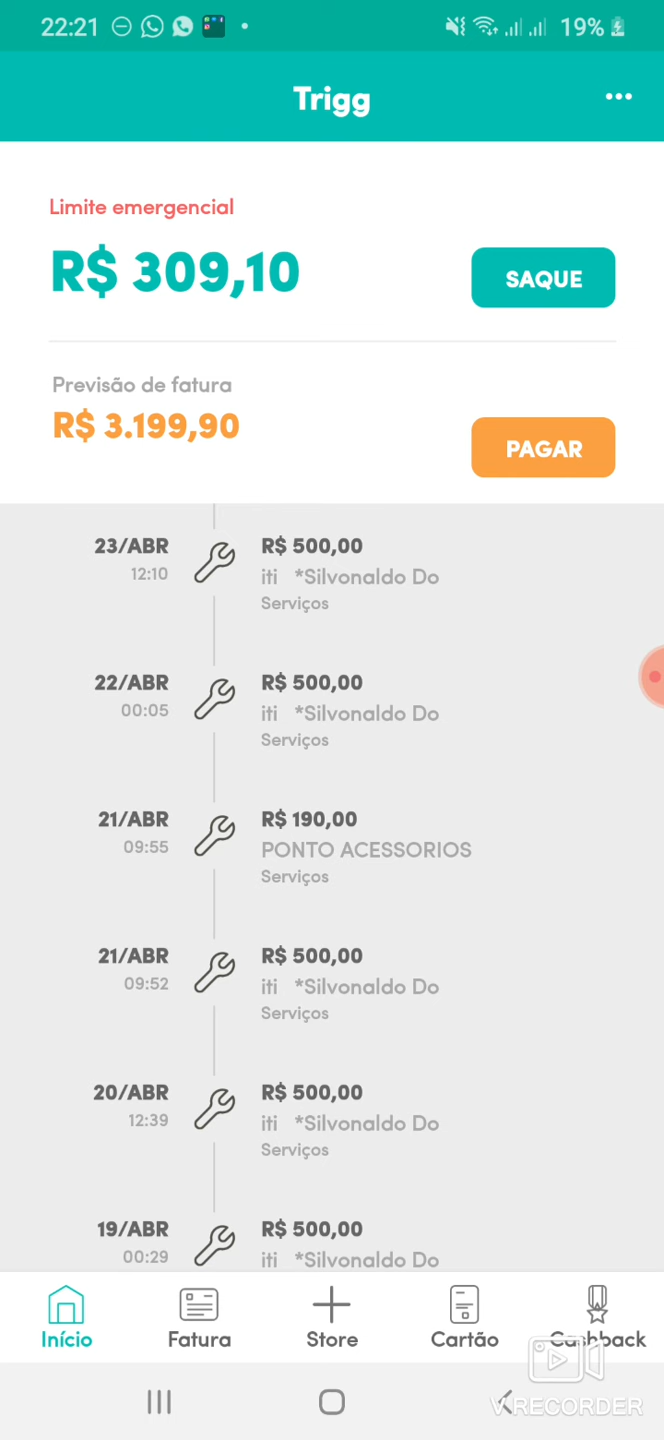 22:21 19%
Trigg
Limite emergencial
R$ 309,10
SAQUE
Previsão de fatura
R$ 3.199,90
PAGAR
23/ABR R$ 500,00
12:10 iti *Silvonaldo Do
Serviços
22/ABR R$ 500,00
00:05 iti *Silvonaldo Do
Serviços
21/ABR R$ 190,00
09:55 PONTO ACESSORIOS
Serviços
21/ABR R$ 500,00
09:52 iti *Silvonaldo Do
Serviços
20/ABR R$ 500,00
12:39 iti *Silvonaldo Do
Serviços
19/ABR R$ 500,00
00:29 iti *Silvonaldo Do
Início Fatura Store Cartão Cashback
V RECORDER